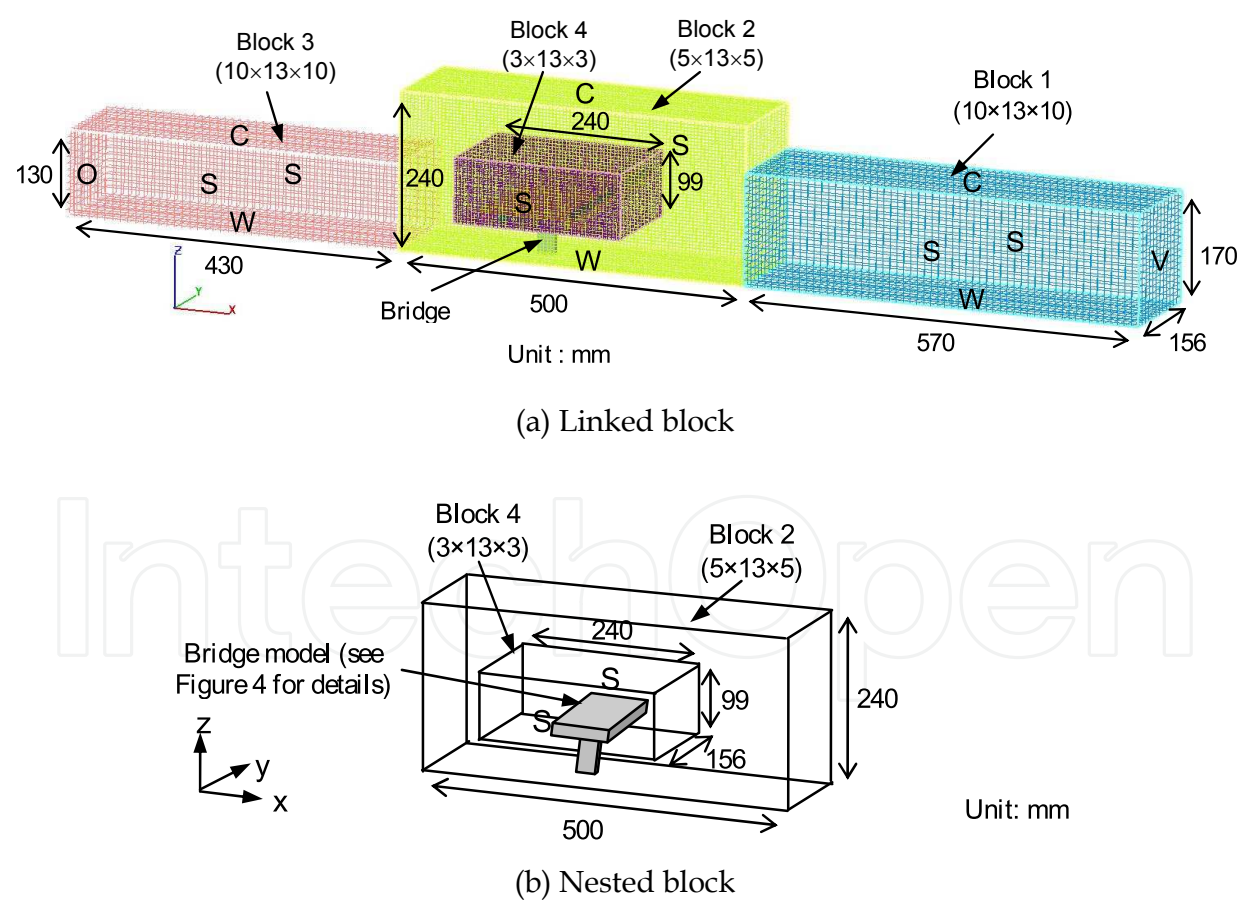 Block 3
(10×13×10)
Block 4
(3×13×3)
Block 2
(5×13×5)
Block 1
(10×13×10)
C
240
C
S
C
130
O
S
S
240
S
99
S
S
V
170
W
W
W
z
y
x
430
Bridge
500
570
156
Unit : mm
(a) Linked block
IntechOpen
Block 4
(3×13×3)
Block 2
(5×13×5)
240
Bridge model (see
Figure 4 for details)
S
S
99
240
156
z
y
x
500
Unit: mm
(b) Nested block